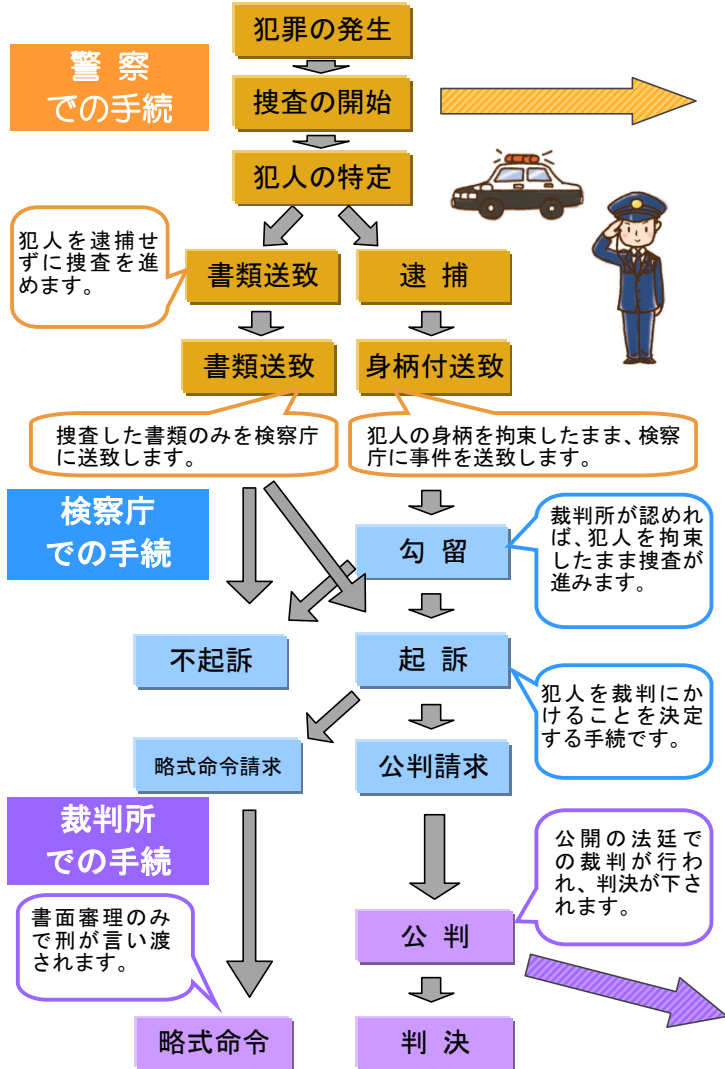 犯罪の発生
警 察
での手続
捜査の開始
犯人の特定
犯人を逮捕せ
ずに捜査を進
めます。
書類送致
逮 捕
書類送致
身柄付送致
捜査した書類のみを検察庁
に送致します。
犯人の身柄を拘束したまま、検察
庁に事件を送致します。
検察庁
での手続
勾 留
裁判所が認めれ
ば、犯人を拘束
したまま捜査が
進みます。
不起訴
起 訴
犯人を裁判にか
けることを決定
する手続です。
略式命令請求
公判請求
裁判所
での手続
公開の法廷で
の裁判が行わ
れ、判決が下さ
れます。
書面審理のみ
で刑が言い渡
されます。
公 判
略式命令
判 決